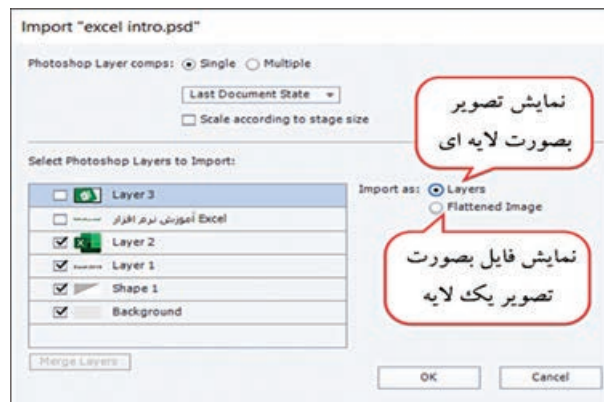 Import "excel intro.psd"
Photoshop Layer comps: Single Multiple
Last Document State
Scale according to stage size
Select Photoshop Layers to Import:
Layer 3
آموزش نرم افزار Excel
Layer 2
Layer 1
Shape 1
Background
Merge Layers
نمایش تصویر
بصورت لایه ای
Import as: Layers
Flattened Image
نمایش فایل بصورت
تصویر یک لایه
OK Cancel